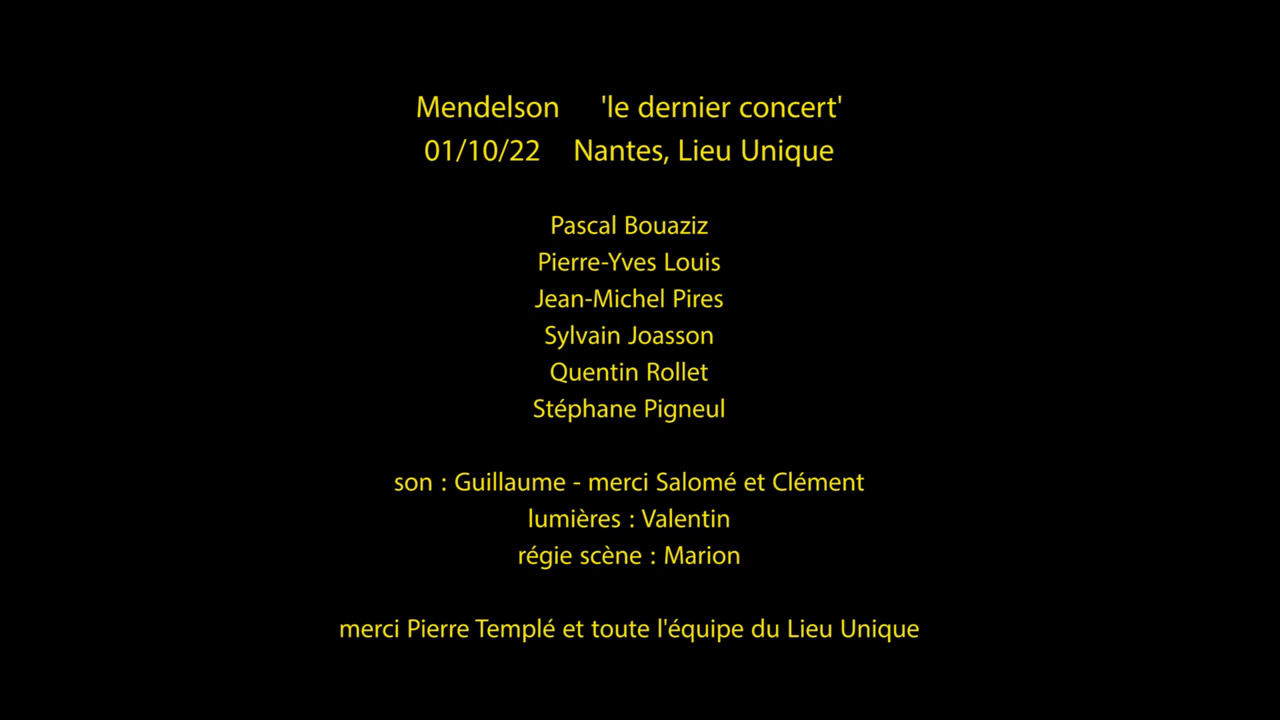 Mendelson 'le dernier concert'
01/10/22 Nantes, Lieu Unique
Pascal Bouaziz
Pierre-Yves Louis
Jean-Michel Pires
Sylvain Joasson
Quentin Rollet
Stéphane Pigneul
son : Guillaume - merci Salomé et Clément
lumières : Valentin
régie scène : Marion
merci Pierre Templé et toute l'équipe du Lieu Unique